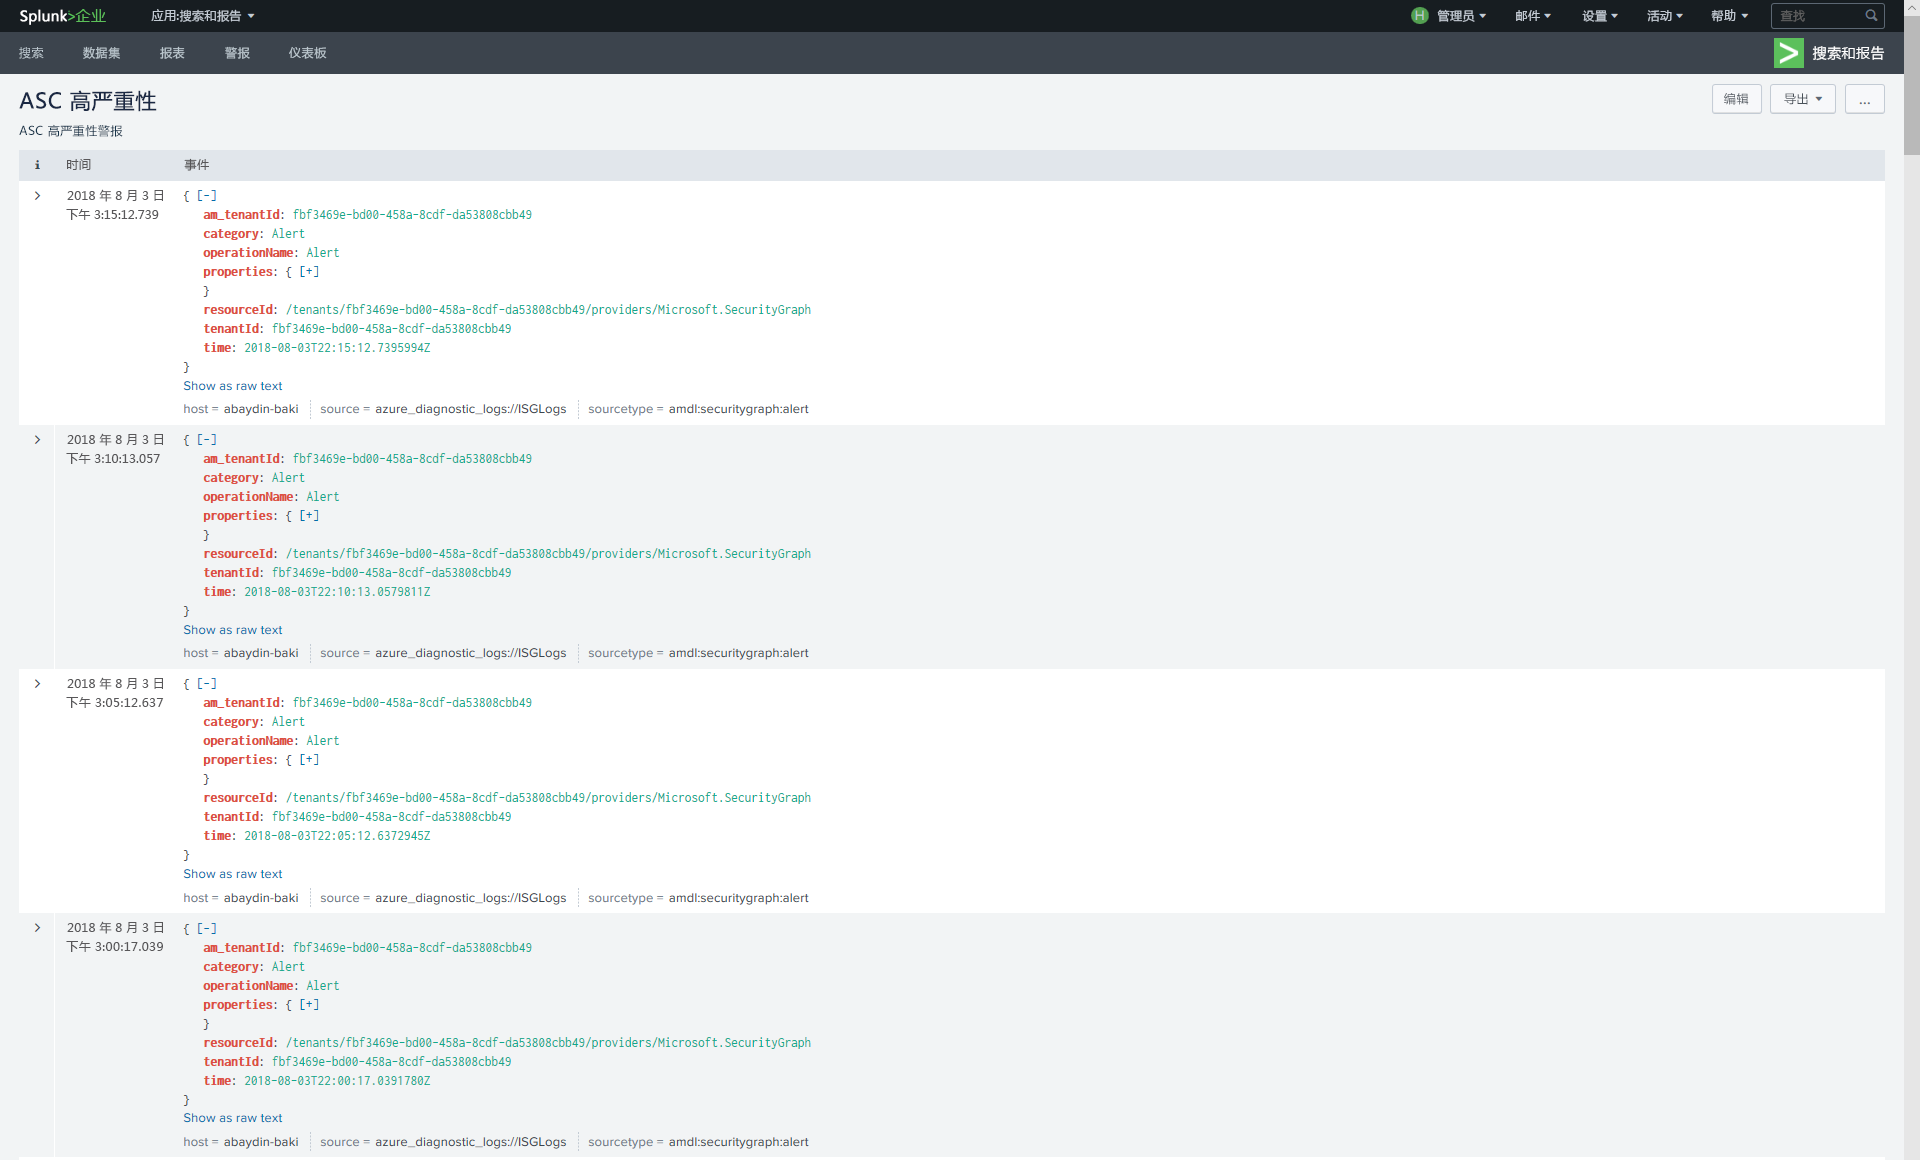 Splunk>企业 应用:搜索和报告 H 管理员 邮件 设置 活动 帮助 查找
搜索 数据集 报表 警报 仪表板 搜索和报告
ASC 高严重性 编辑 导出 ...
ASC 高严重性警报
i 时间 事件
2018 年 8 月 3 日 { [-]
下午 3:15:12.739 am_tenantId: fbf3469e-bd00-458a-8cdf-da53808cbb49
category: Alert
operationName: Alert
properties: { [+]
}
resourceId: /tenants/fbf3469e-bd00-458a-8cdf-da53808cbb49/providers/Microsoft.SecurityGraph
tenantId: fbf3469e-bd00-458a-8cdf-da53808cbb49
time: 2018-08-03T22:15:12.7395994Z
}
Show as raw text
host = abaydin-baki source = azure_diagnostic_logs://ISGLogs sourcetype = amdl:securitygraph:alert
2018 年 8 月 3 日 { [-]
下午 3:10:13.057 am_tenantId: fbf3469e-bd00-458a-8cdf-da53808cbb49
category: Alert
operationName: Alert
properties: { [+]
}
resourceId: /tenants/fbf3469e-bd00-458a-8cdf-da53808cbb49/providers/Microsoft.SecurityGraph
tenantId: fbf3469e-bd00-458a-8cdf-da53808cbb49
time: 2018-08-03T22:10:13.0579811Z
}
Show as raw text
host = abaydin-baki source = azure_diagnostic_logs://ISGLogs sourcetype = amdl:securitygraph:alert
2018 年 8 月 3 日 { [-]
下午 3:05:12.637 am_tenantId: fbf3469e-bd00-458a-8cdf-da53808cbb49
category: Alert
operationName: Alert
properties: { [+]
}
resourceId: /tenants/fbf3469e-bd00-458a-8cdf-da53808cbb49/providers/Microsoft.SecurityGraph
tenantId: fbf3469e-bd00-458a-8cdf-da53808cbb49
time: 2018-08-03T22:05:12.6372945Z
}
Show as raw text
host = abaydin-baki source = azure_diagnostic_logs://ISGLogs sourcetype = amdl:securitygraph:alert
2018 年 8 月 3 日 { [-]
下午 3:00:17.039 am_tenantId: fbf3469e-bd00-458a-8cdf-da53808cbb49
category: Alert
operationName: Alert
properties: { [+]
}
resourceId: /tenants/fbf3469e-bd00-458a-8cdf-da53808cbb49/providers/Microsoft.SecurityGraph
tenantId: fbf3469e-bd00-458a-8cdf-da53808cbb49
time: 2018-08-03T22:00:17.0391780Z
}
Show as raw text
host = abaydin-baki source = azure_diagnostic_logs://ISGLogs sourcetype = amdl:securitygraph:alert